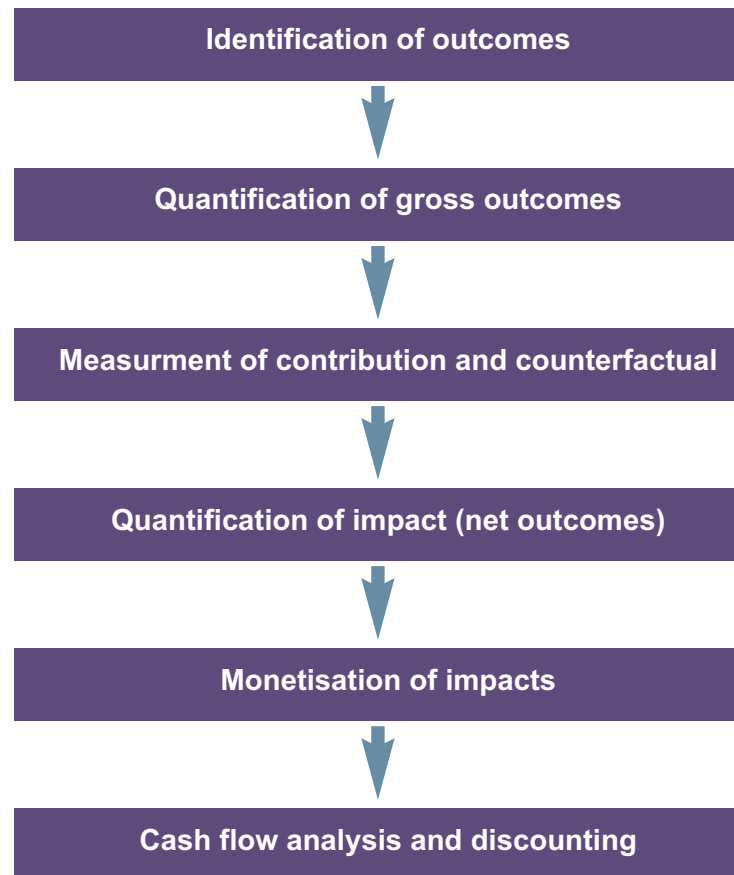 Identification of outcomes
Quantification of gross outcomes
Measurment of contribution and counterfactual
Quantification of impact (net outcomes)
Monetisation of impacts
Cash flow analysis and discounting